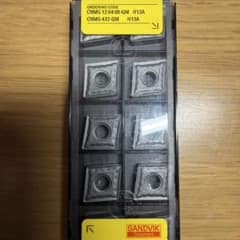 ORDERING CODE
CNMG 12 04 08-QM H13A
CNMG 432-QM H13A
SANDVIK